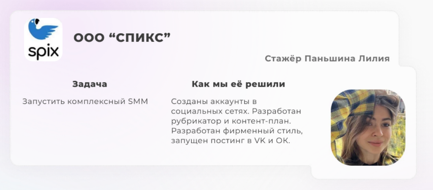 spix
ООО “СПИКС”
Стажёр Паньшина Лилия
Задача
Запустить комплексный SMM
Как мы её решили
Созданы аккаунты в
социальных сетях. Разработан
рубрикатор и контент-план.
Разработан фирменный стиль,
запущен постинг в VK и ОК.